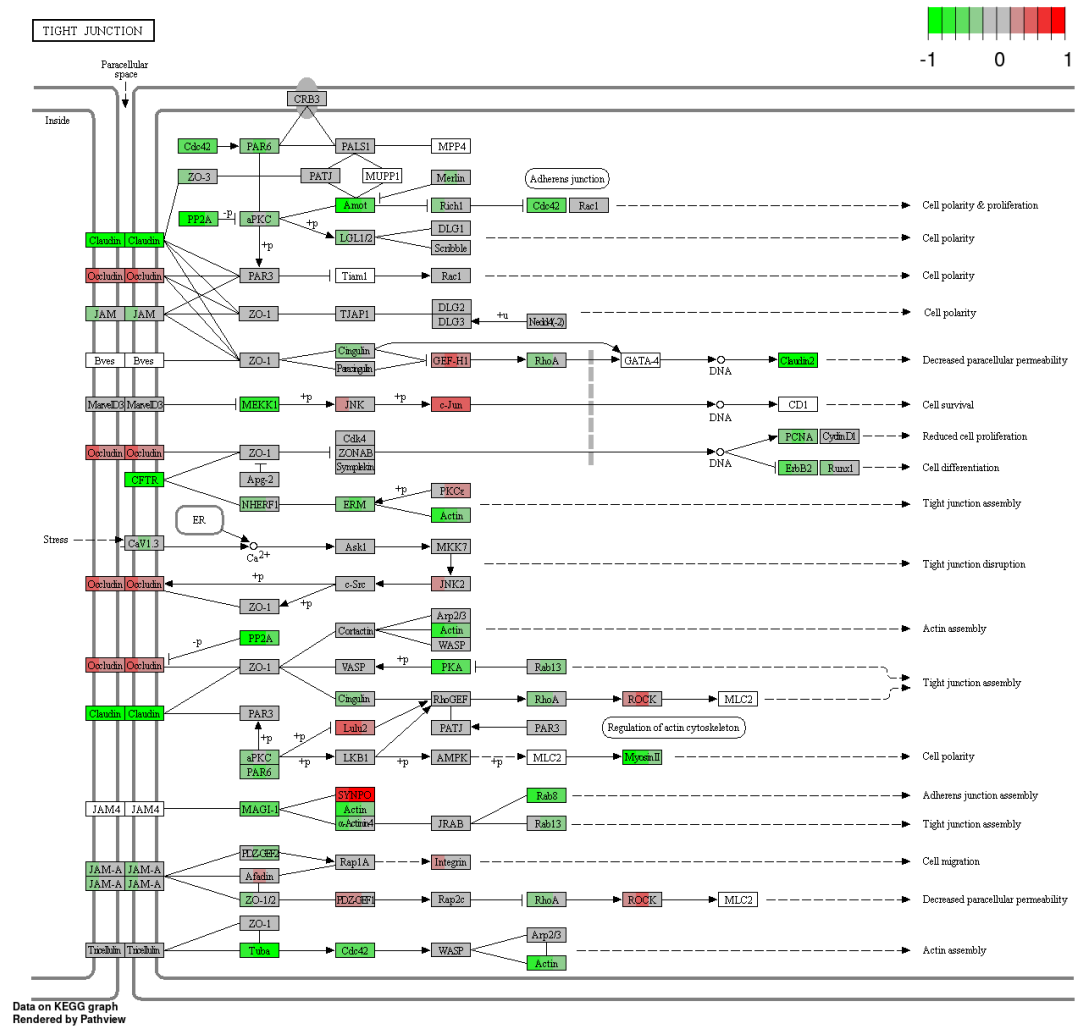 TIGHT JUNCTION
-1 0 1
Paracellular
space
CRB3
Inside
Cdc42 PAR6 PALS1 MPP4
ZO-3 PATJ MUPP1 Merlin Adherens junction
PP2A -p aPKC Amot Rich1 Cdc42 Rac1 Cell polarity & proliferation
+p DLG1
Claudin Claudin LGL1/2 Cell polarity
+p Scribble
Occludin Occludin PAR3 Tiam1 Rac1 Cell polarity
DLG2
JAM JAM ZO-1 TJAP1 Cell polarity
DLG3 +u Nedd4(-2)
Cingulin
Bves Bves ZO-1 GEF-H1 RhoA GATA-4 DNA Claudin2 Decreased paracellular permeability
Paracingulin
MarvelD3 MarvelD3 MEKK1 +p JNK +p c-Jun DNA CD1 Cell survival
Cdk4 PCNA CyclinD1 Reduced cell proliferation
Occludin Occludin ZO-1 ZONAB DNA
Symplekin ErbB2 Runx1 Cell differentiation
CFTR Apg-2
+p PKCε
NHERF1 ERM Tight junction assembly
Actin
ER
Stress CaV1.3 Ca2+ Ask1 MKK7
Tight junction disruption
Occludin Occludin +p c-Src JNK2
ZO-1 +p
Arp2/3
-p PP2A Cortactin Actin Actin assembly
WASP
Occludin Occludin ZO-1 VASP +p PKA Rab13
Tight junction assembly
Cingulin RhoGEF RhoA ROCK MLC2
Claudin Claudin PAR3
+p +p Lulu2 PATJ PAR3 Regulation of actin cytoskeleton
aPKC +p LKB1 +p AMPK +p MLC2 MyosinII Cell polarity
PAR6
SYNPO Rab8 Adherens junction assembly
JAM4 JAM4 MAGI-1 Actin
α-Actinin4 JRAB Rab13 Tight junction assembly
PDZ-GEF2
JAM-A JAM-A Rap1A Integrin Cell migration
JAM-A JAM-A Afadin
ZO-1/2 PDZ-GEF1 Rap2c RhoA ROCK MLC2 Decreased paracellular permeability
ZO-1
Arp2/3
Tricellulin Tricellulin Tuba Cdc42 WASP Actin assembly
Actin
Data on KEGG graph
Rendered by Pathview